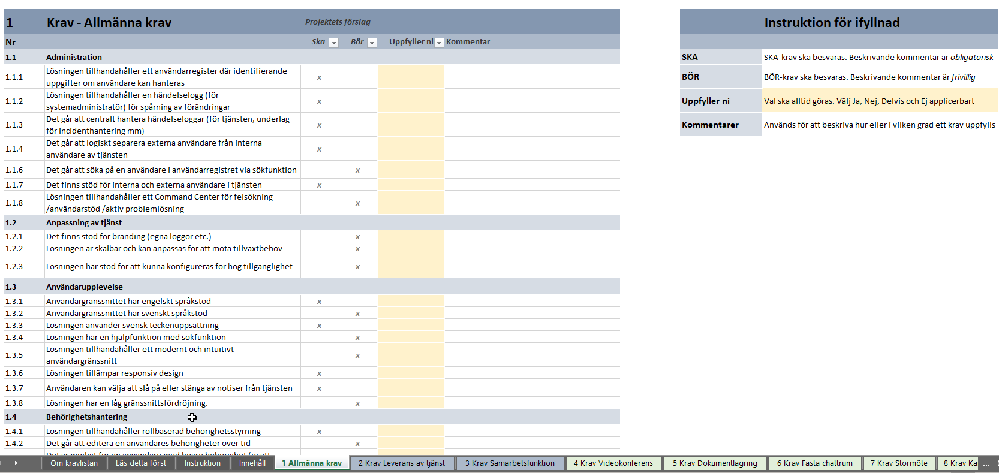 1 Krav - Allmänna krav Projektets förslag
Nr Ska Bör Uppfyller ni Kommentar
1.1 Administration
1.1.1 Lösningen tillhandahåller ett användarregister där identifierande
uppgifter om användare kan hanteras x
1.1.2 Lösningen tillhandahåller en händelselogg (för
systemadministratör) för spårning av förändringar x
1.1.3 Det går att centralt hantera händelseloggar (för tjänsten, underlag
för incidenthantering mm) x
1.1.4 Det går att logiskt separera externa användare från interna
användare av tjänsten x
1.1.6 Det går att söka på en användare i användarregistret via sökfunktion x
1.1.7 Det finns stöd för interna och externa användare i tjänsten x
1.1.8 Lösningen tillhandahåller ett Command Center för felsökning
/användarstöd /aktiv problemlösning x
1.2 Anpassning av tjänst
1.2.1 Det finns stöd för branding (egna loggor etc.) x
1.2.2 Lösningen är skalbar och kan anpassas för att möta tillväxtbehov x
1.2.3 Lösningen har stöd för att kunna konfigureras för hög tillgänglighet x
1.3 Användarupplevelse
1.3.1 Användargränssnittet har engelskt språkstöd x
1.3.2 Användargränssnittet har svenskt språkstöd x
1.3.3 Lösningen använder svensk teckenuppsättning x
1.3.4 Lösningen har en hjälpfunktion med sökfunktion x
1.3.5 Lösningen tillhandahåller ett modernt och intuitivt
användargränssnitt x
1.3.6 Lösningen tillämpar responsiv design x
1.3.7 Användaren kan välja att slå på eller stänga av notiser från tjänsten x
1.3.8 Lösningen har en låg gränssnittsfördröjning. x
1.4 Behörighetshantering
1.4.1 Lösningen tillhandahåller rollbaserad behörighetsstyrning x
1.4.2 Det går att editera en användares behörigheter över tid x
Det är möjligt för en användare med högre behörighet (ej att
Instruktion för ifyllnad
SKA SKA-krav ska besvaras. Beskrivande kommentar är obligatorisk
BÖR BÖR-krav ska besvaras. Beskrivande kommentar är frivillig
Uppfyller ni Val ska alltid göras. Välj Ja, Nej, Delvis och Ej applicerbart
Kommentarer Används för att beskriva hur eller i vilken grad ett krav uppfylls
Om kravlistan Läs detta först Instruktion Innehåll 1 Allmänna krav 2 Krav Leverans av tjänst 3 Krav Samarbetsfunktion 4 Krav Videokonferens 5 Krav Dokumentlagring 6 Krav Fasta chattrum 7 Krav Stormöte 8 Krav Ka ...